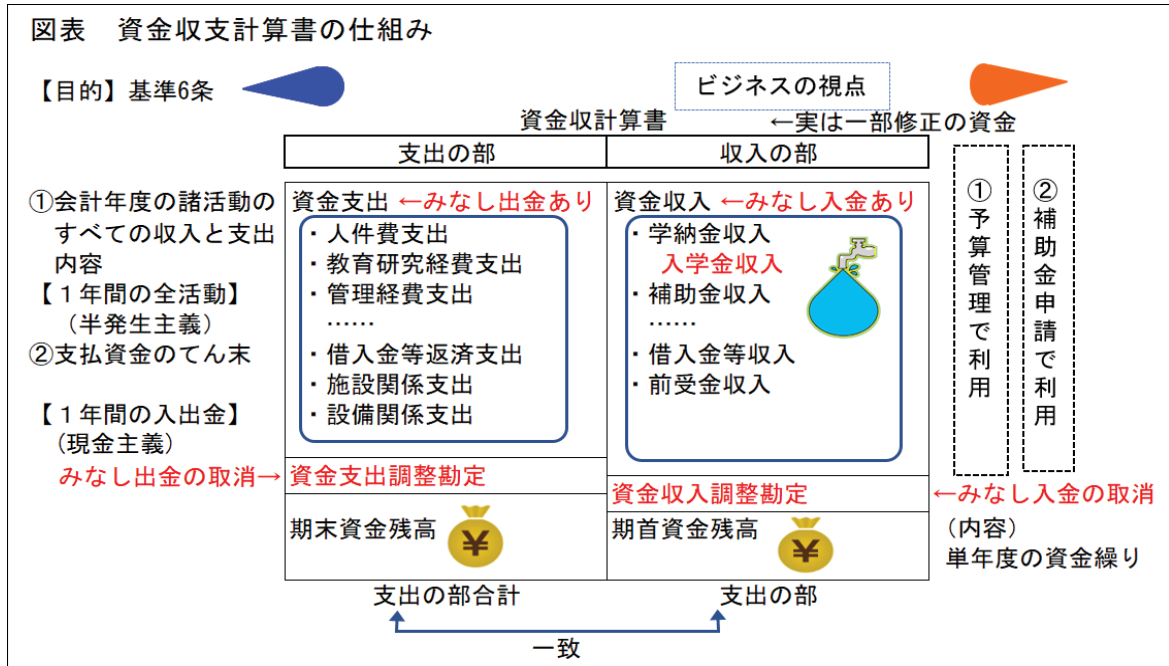 図表　資金収支計算書の仕組み
【目的】基準6条
ビジネスの視点
資金収計算書
←実は一部修正の資金
支出の部
収入の部
①会計年度の諸活動の
すべての収入と支出
内容
【１年間の全活動】
（半発生主義）
②支払資金のてん末
【１年間の入出金】
（現金主義）
みなし出金の取消→
資金支出 ←みなし出金あり
・人件費支出
・教育研究経費支出
・管理経費支出
……
・借入金等返済支出
・施設関係支出
・設備関係支出
資金支出調整勘定
期末資金残高
¥
資金収入 ←みなし入金あり
・学納金収入
入学金収入
・補助金収入
……
・借入金等収入
・前受金収入
資金収入調整勘定
期首資金残高
¥
①予算管理で利用
②補助金申請で利用
←みなし入金の取消
（内容）
単年度の資金繰り
支出の部合計
支出の部
一致